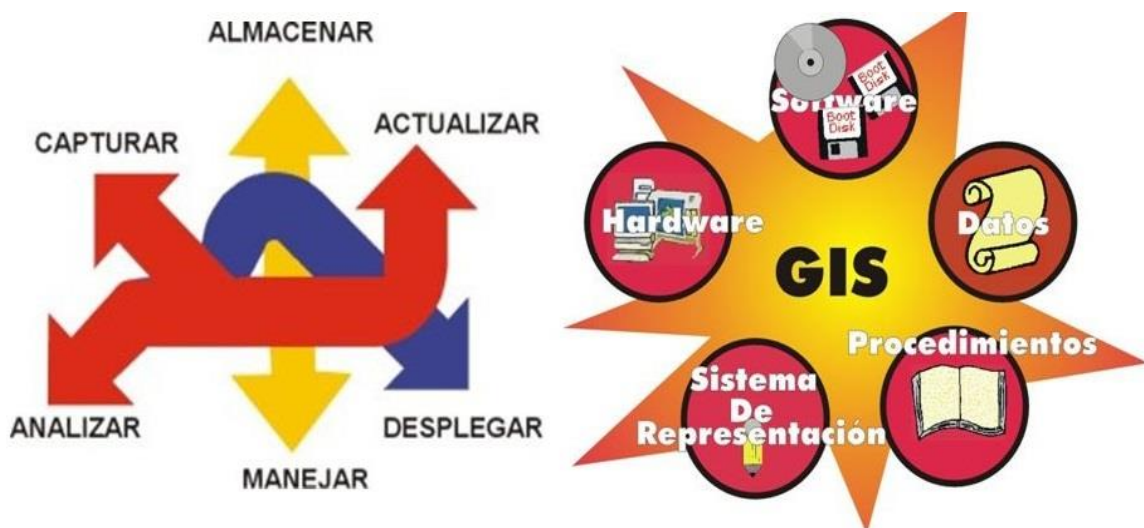 ALMACENAR
CAPTURAR
ACTUALIZAR
ANALIZAR
DESPLEGAR
MANEJAR
Boot
Disk
Software
Boot
Disk
Hardware
Datos
GIS
Procedimientos
Sistema
De
Representación